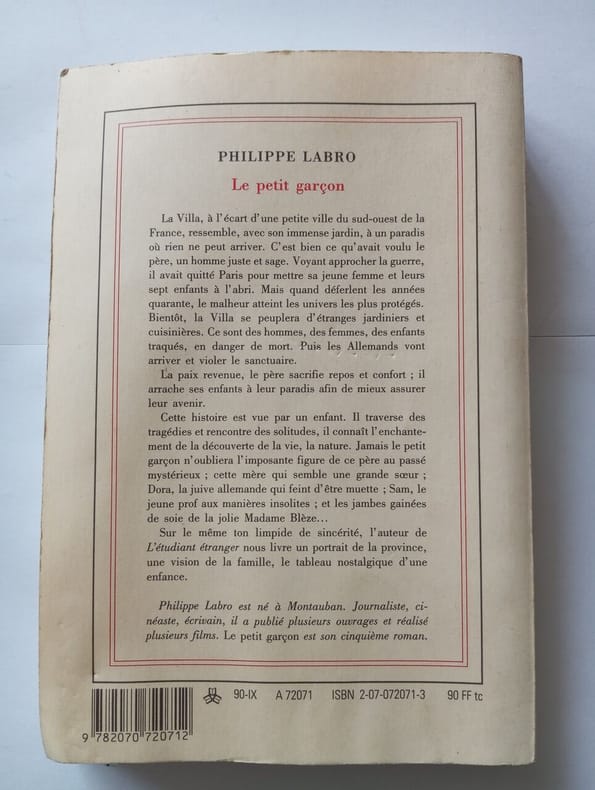 PHILIPPE LABRO
Le petit garçon
La Villa, à l'écart d'une petite ville du sud-ouest de la
France, ressemble, avec son immense jardin, à un paradis
où rien ne peut arriver. C'est bien ce qu'avait voulu le
père, un homme juste et sage. Voyant approcher la guerre,
il avait quitté Paris pour mettre sa jeune femme et leurs
sept enfants à l'abri. Mais quand déferlent les années
quarante, le malheur atteint les univers les plus protégés.
Bientôt, la Villa se peuplera d'étranges jardiniers et
cuisinières. Ce sont des hommes, des femmes, des enfants
traqués, en danger de mort. Puis les Allemands vont
arriver et violer le sanctuaire.
La paix revenue, le père sacrifie repos et confort ; il
arrache ses enfants à leur paradis afin de mieux assurer
leur avenir.
Cette histoire est vue par un enfant. Il traverse des
tragédies et rencontre des solitudes, il connaît l'enchante-
ment de la découverte de la vie, la nature. Jamais le petit
garçon n'oubliera l'imposante figure de ce père au passé
mystérieux ; cette mère qui semble une grande sœur ;
Dora, la juive allemande qui feint d'être muette ; Sam, le
jeune prof aux manières insolites ; et les jambes gainées
de soie de la jolie Madame Blèze...
Sur le même ton limpide de sincérité, l'auteur de
L'étudiant étranger nous livre un portrait de la province,
une vision de la famille, le tableau nostalgique d'une
enfance.
Philippe Labro est né à Montauban. Journaliste, ci-
néaste, écrivain, il a publié plusieurs ouvrages et réalisé
plusieurs films. Le petit garçon est son cinquième roman.
90-IX A 72071 ISBN 2-07-072071-3 90 FF tc
9 782070 720712